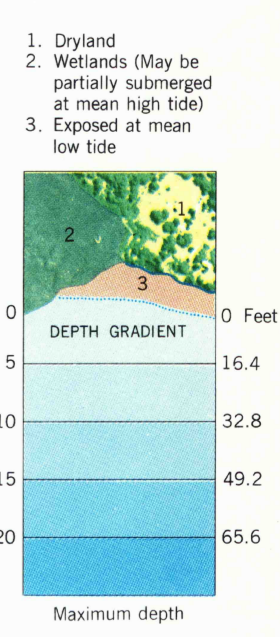 1. Dryland
2. Wetlands (May be
partially submerged
at mean high tide)
3. Exposed at mean
low tide
1
2
3
0 0 Feet
DEPTH GRADIENT
5 16.4
10 32.8
15 49.2
20 65.6
Maximum depth